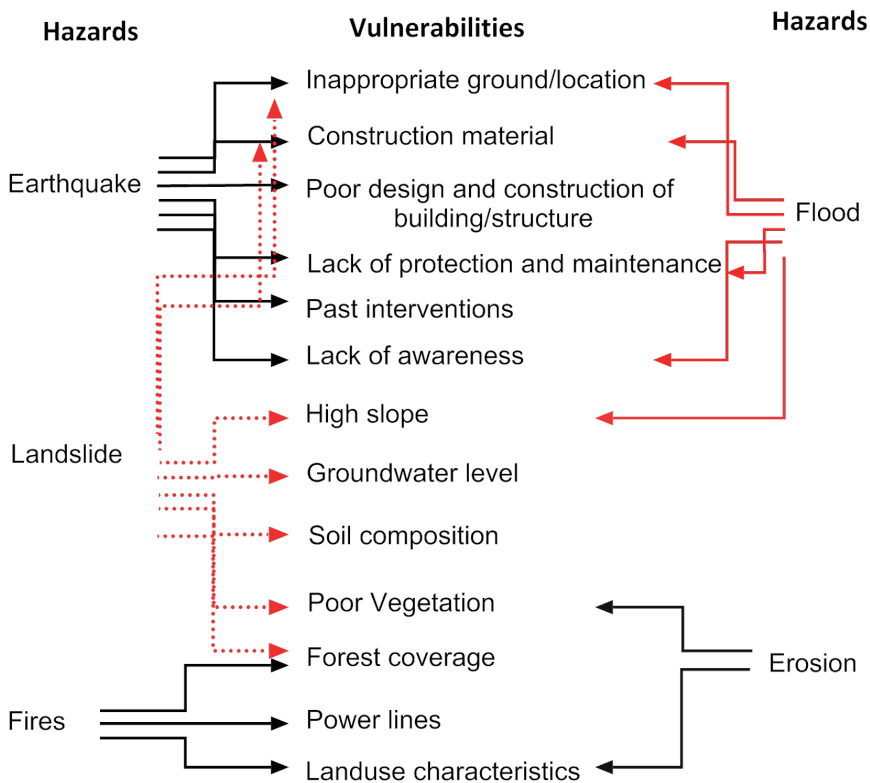 Hazards
Vulnerabilities
Hazards
Inappropriate ground/location
Construction material
Earthquake
Poor design and construction of
building/structure
Flood
Lack of protection and maintenance
Past interventions
Lack of awareness
High slope
Landslide
Groundwater level
Soil composition
Poor Vegetation
Forest coverage
Erosion
Fires
Power lines
Landuse characteristics